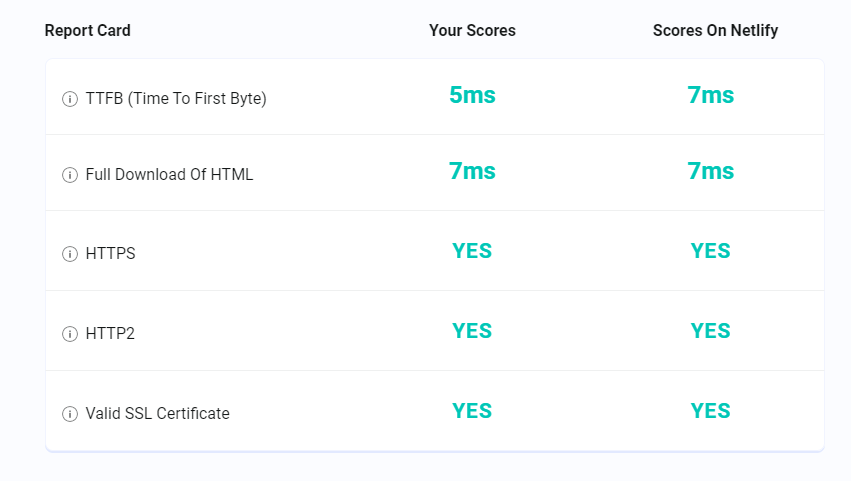 Report Card Your Scores Scores On Netlify
TTFB (Time To First Byte) 5ms 7ms
Full Download Of HTML 7ms 7ms
HTTPS YES YES
HTTP2 YES YES
Valid SSL Certificate YES YES